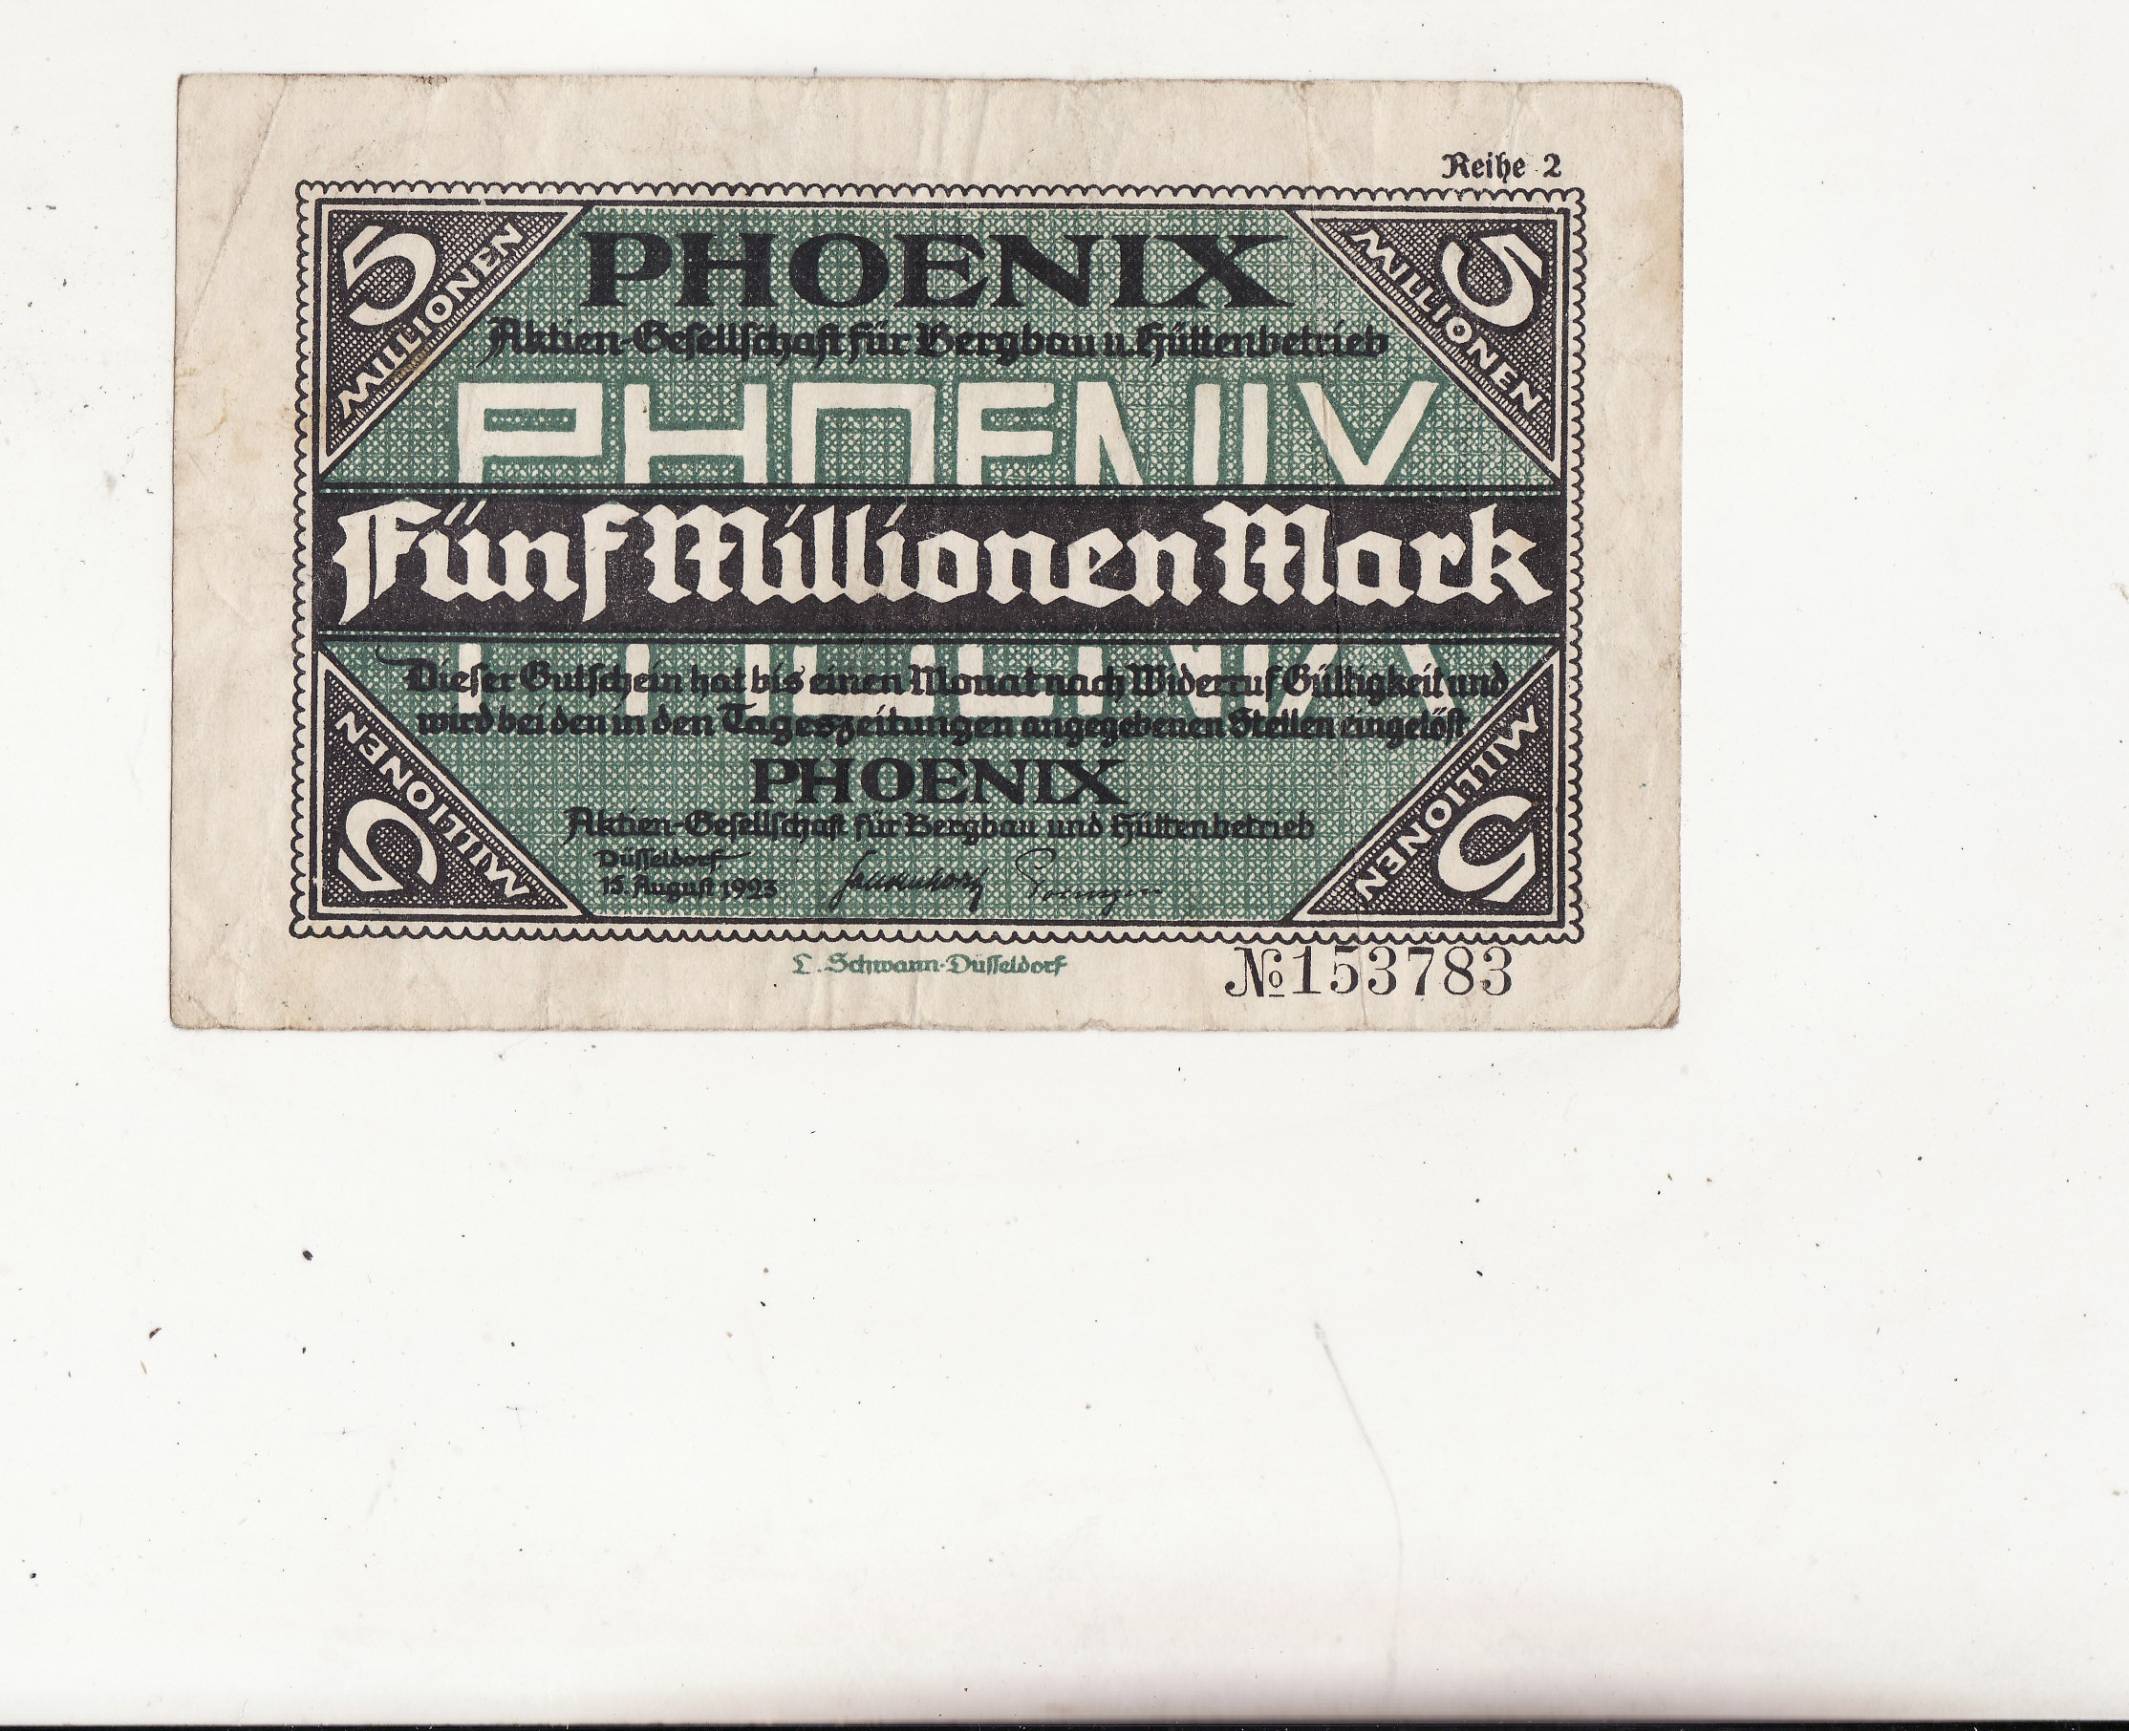 Reihe 2
5 MILLIONEN
5 MILLIONEN
PHOENIX
Aktien-Gesellschaft für Bergbau u. Hüttenbetrieb
PHOENIX
Fünf Millionen Mark
Dieser Gutschein hat bis einen Monat nach Widerruf Gültigkeit und
wird bei den in den Tageszeitungen angegebenen Stellen eingelöst
PHOENIX
Aktien-Gesellschaft für Bergbau und Hüttenbetrieb
Düsseldorf
15. August 1923
5 MILLIONEN
5 MILLIONEN
L. Schwann-Düsseldorf
№153783